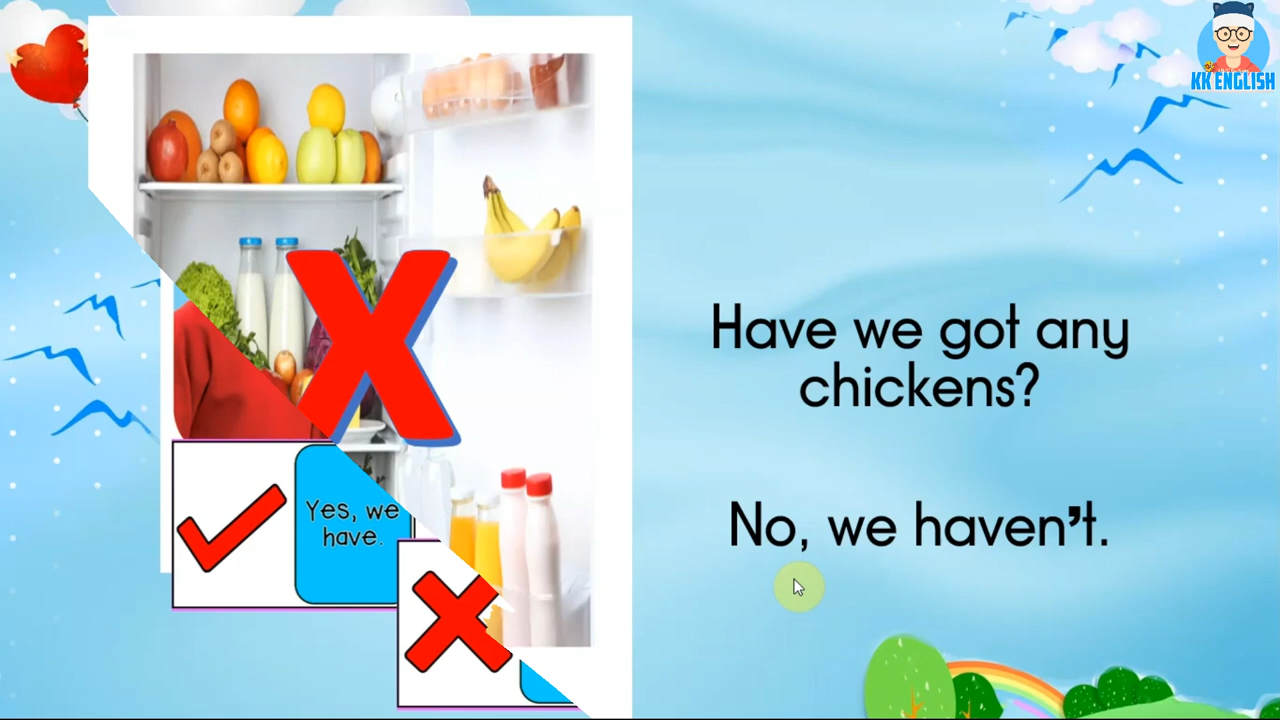 KK ENGLISH
Have we got any
chickens?
Yes, we
have.
No, we haven't.